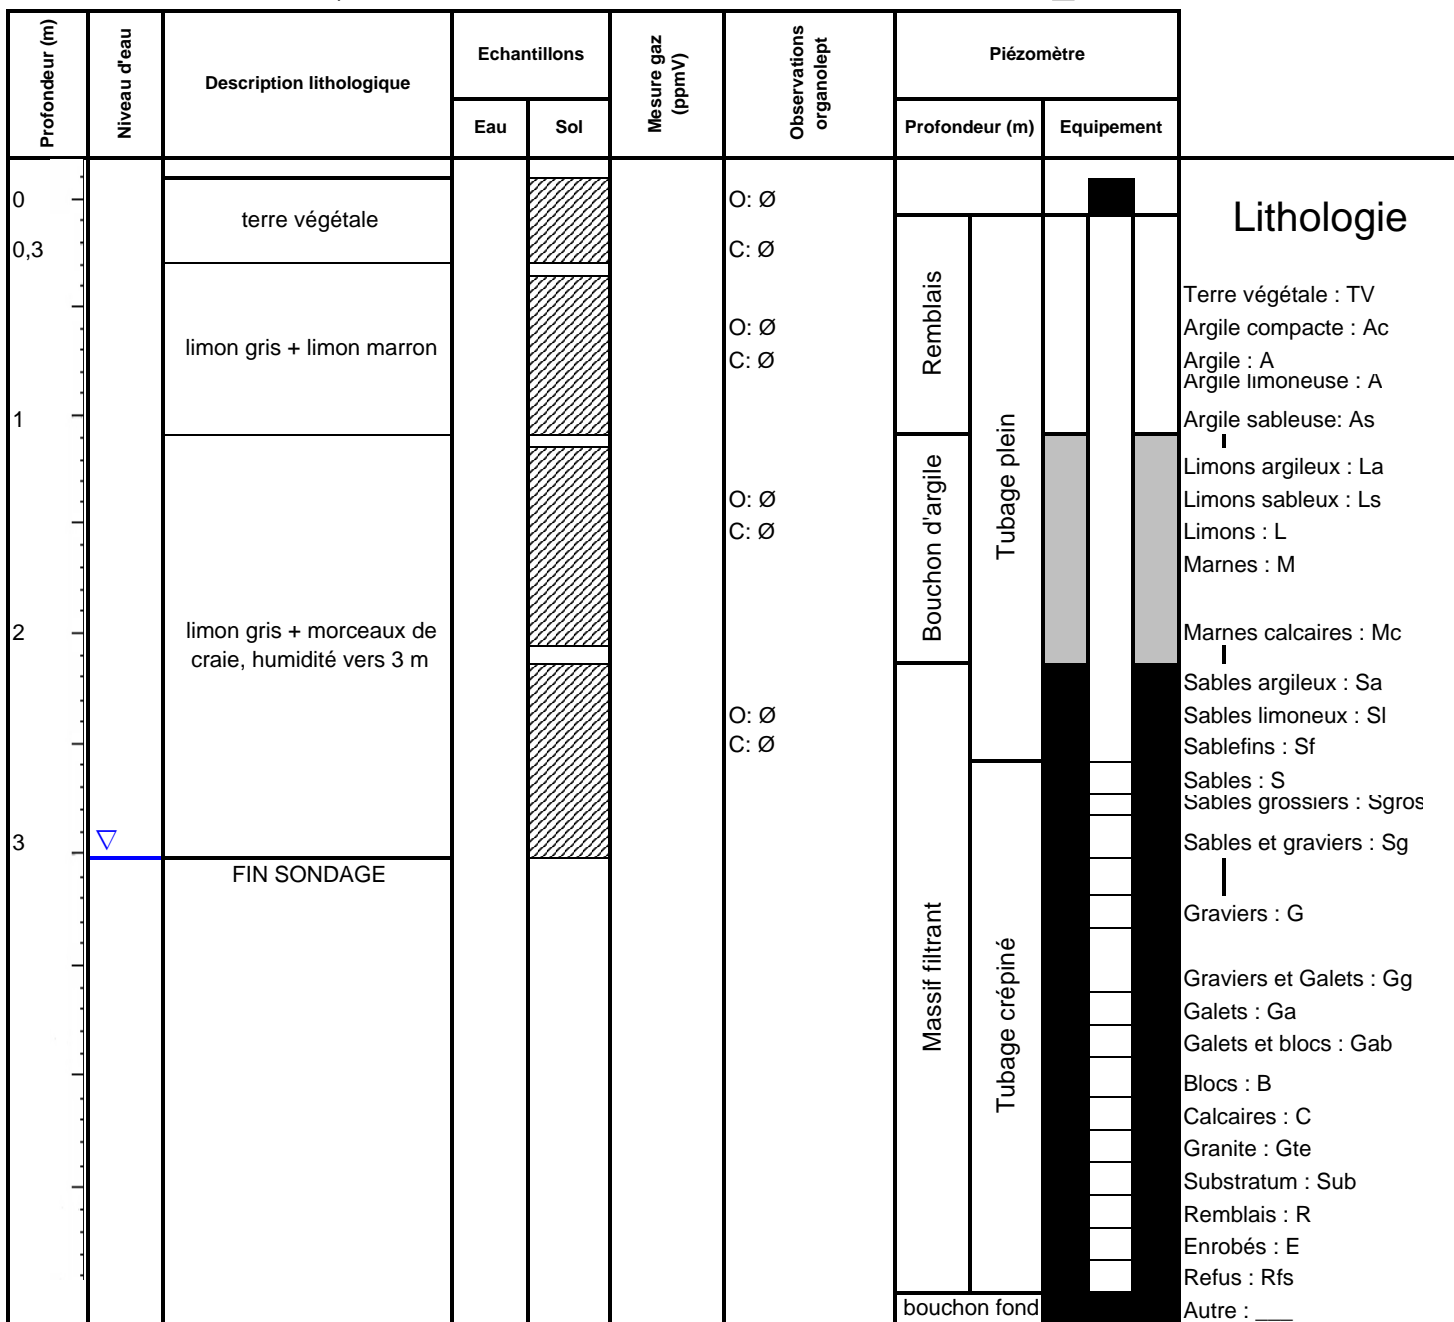 Profondeur (m)
Niveau d'eau
Description lithologique
Echantillons
Eau
Sol
Mesure gaz
(ppmV)
Observations
organolept
Piézomètre
Profondeur (m)
Equipement
0
0,3
1
2
3
terre végétale
limon gris + limon marron
limon gris + morceaux de
craie, humidité vers 3 m
FIN SONDAGE
O: Ø
C: Ø
O: Ø
C: Ø
O: Ø
C: Ø
O: Ø
C: Ø
Remblais
Bouchon d'argile
Massif filtrant
Tubage plein
Tubage crépiné
bouchon fond
Lithologie
Terre végétale : TV
Argile compacte : Ac
Argile : A
Argile limoneuse : A
Argile sableuse: As
Limons argileux : La
Limons sableux : Ls
Limons : L
Marnes : M
Marnes calcaires : Mc
Sables argileux : Sa
Sables limoneux : Sl
Sablefins : Sf
Sables : S
Sables grossiers : Sgros
Sables et graviers : Sg
Graviers : G
Graviers et Galets : Gg
Galets : Ga
Galets et blocs : Gab
Blocs : B
Calcaires : C
Granite : Gte
Substratum : Sub
Remblais : R
Enrobés : E
Refus : Rfs
Autre : ___